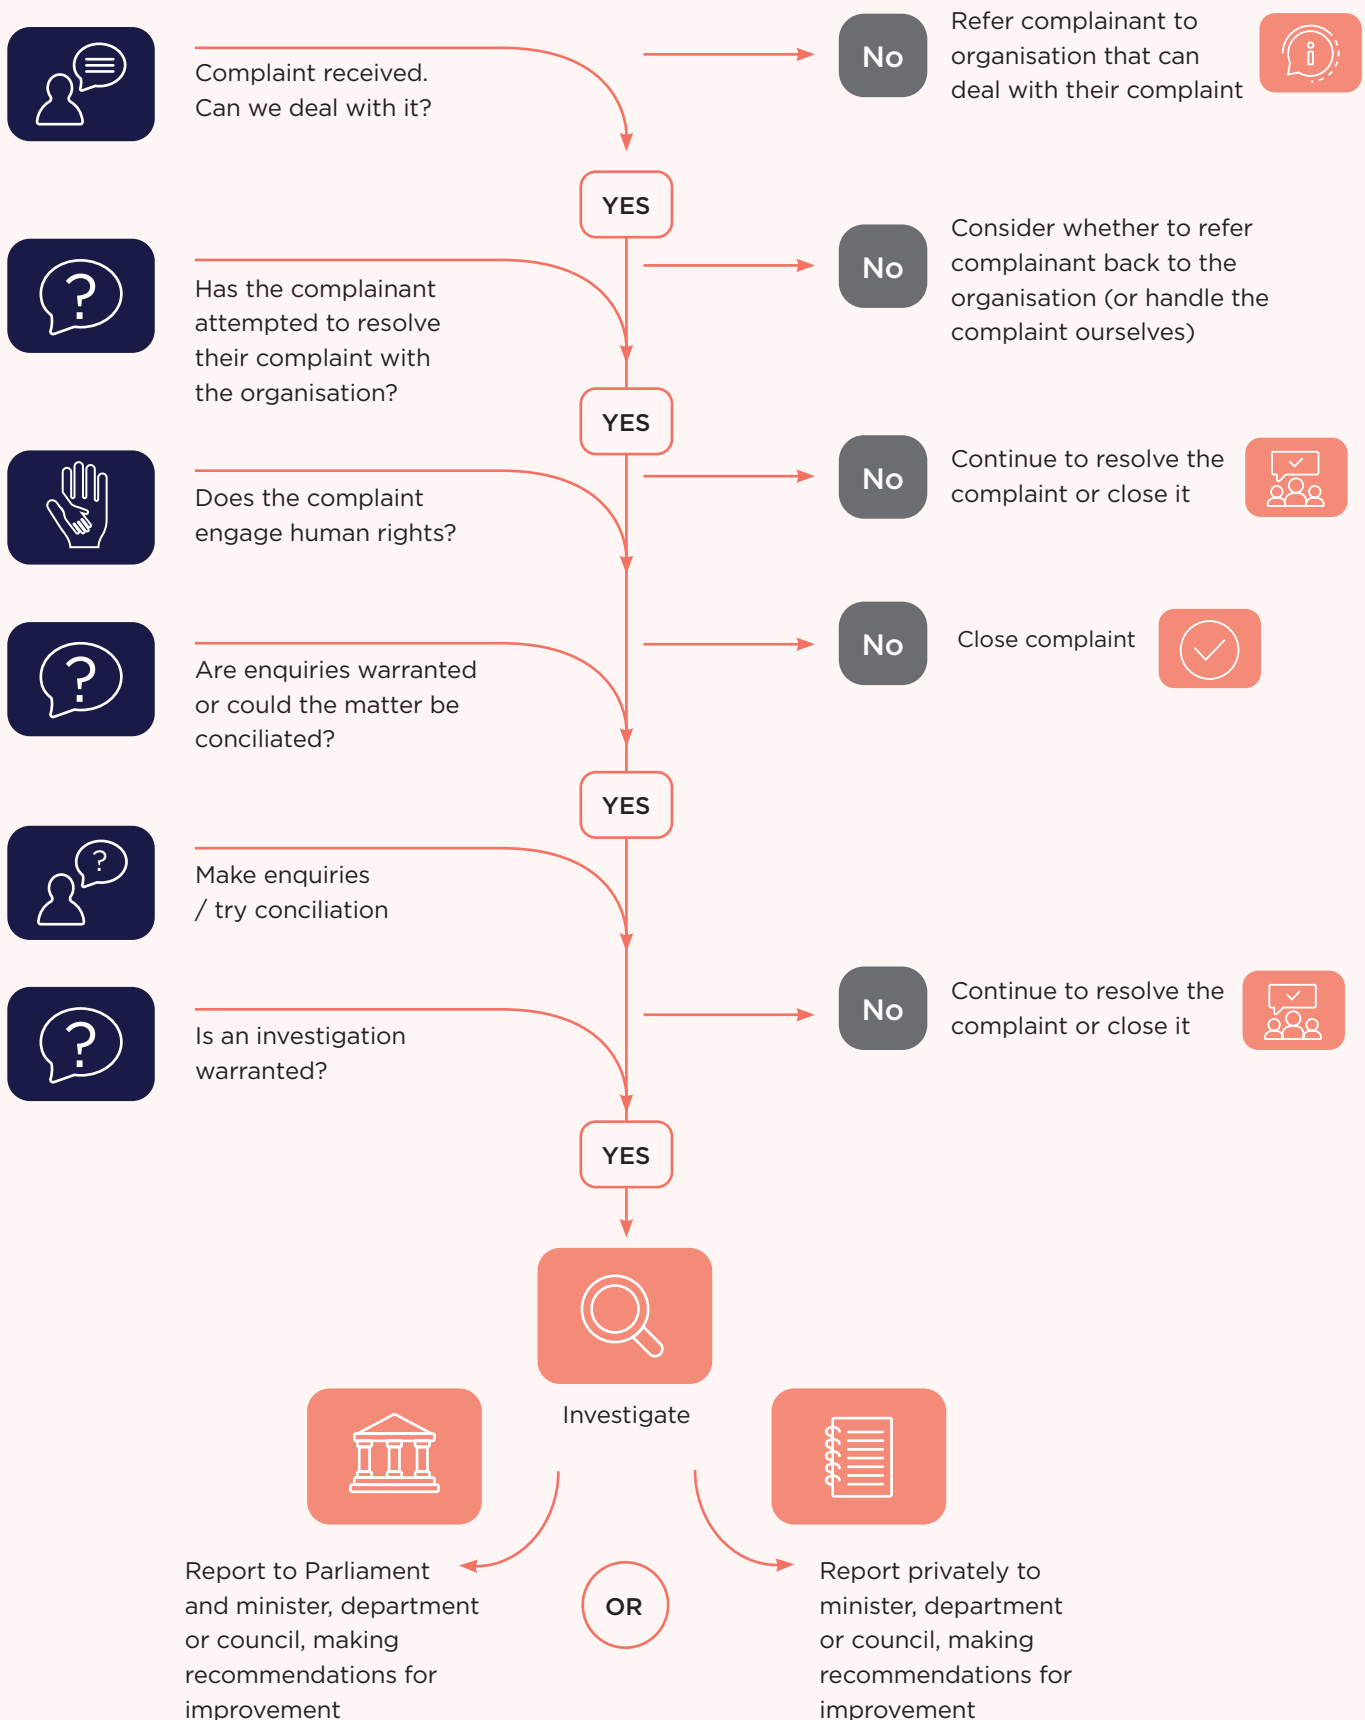 Complaint received.
Can we deal with it?
No
Refer complainant to
organisation that can
deal with their complaint
YES
Has the complainant
attempted to resolve
their complaint with
the organisation?
No
Consider whether to refer
complainant back to the
organisation (or handle the
complaint ourselves)
YES
Does the complaint
engage human rights?
No
Continue to resolve the
complaint or close it
Are enquiries warranted
or could the matter be
conciliated?
No
Close complaint
YES
Make enquiries
/ try conciliation
Is an investigation
warranted?
No
Continue to resolve the
complaint or close it
YES
Investigate
Report to Parliament
and minister, department
or council, making
recommendations for
improvement
OR
Report privately to
minister, department
or council, making
recommendations for
improvement